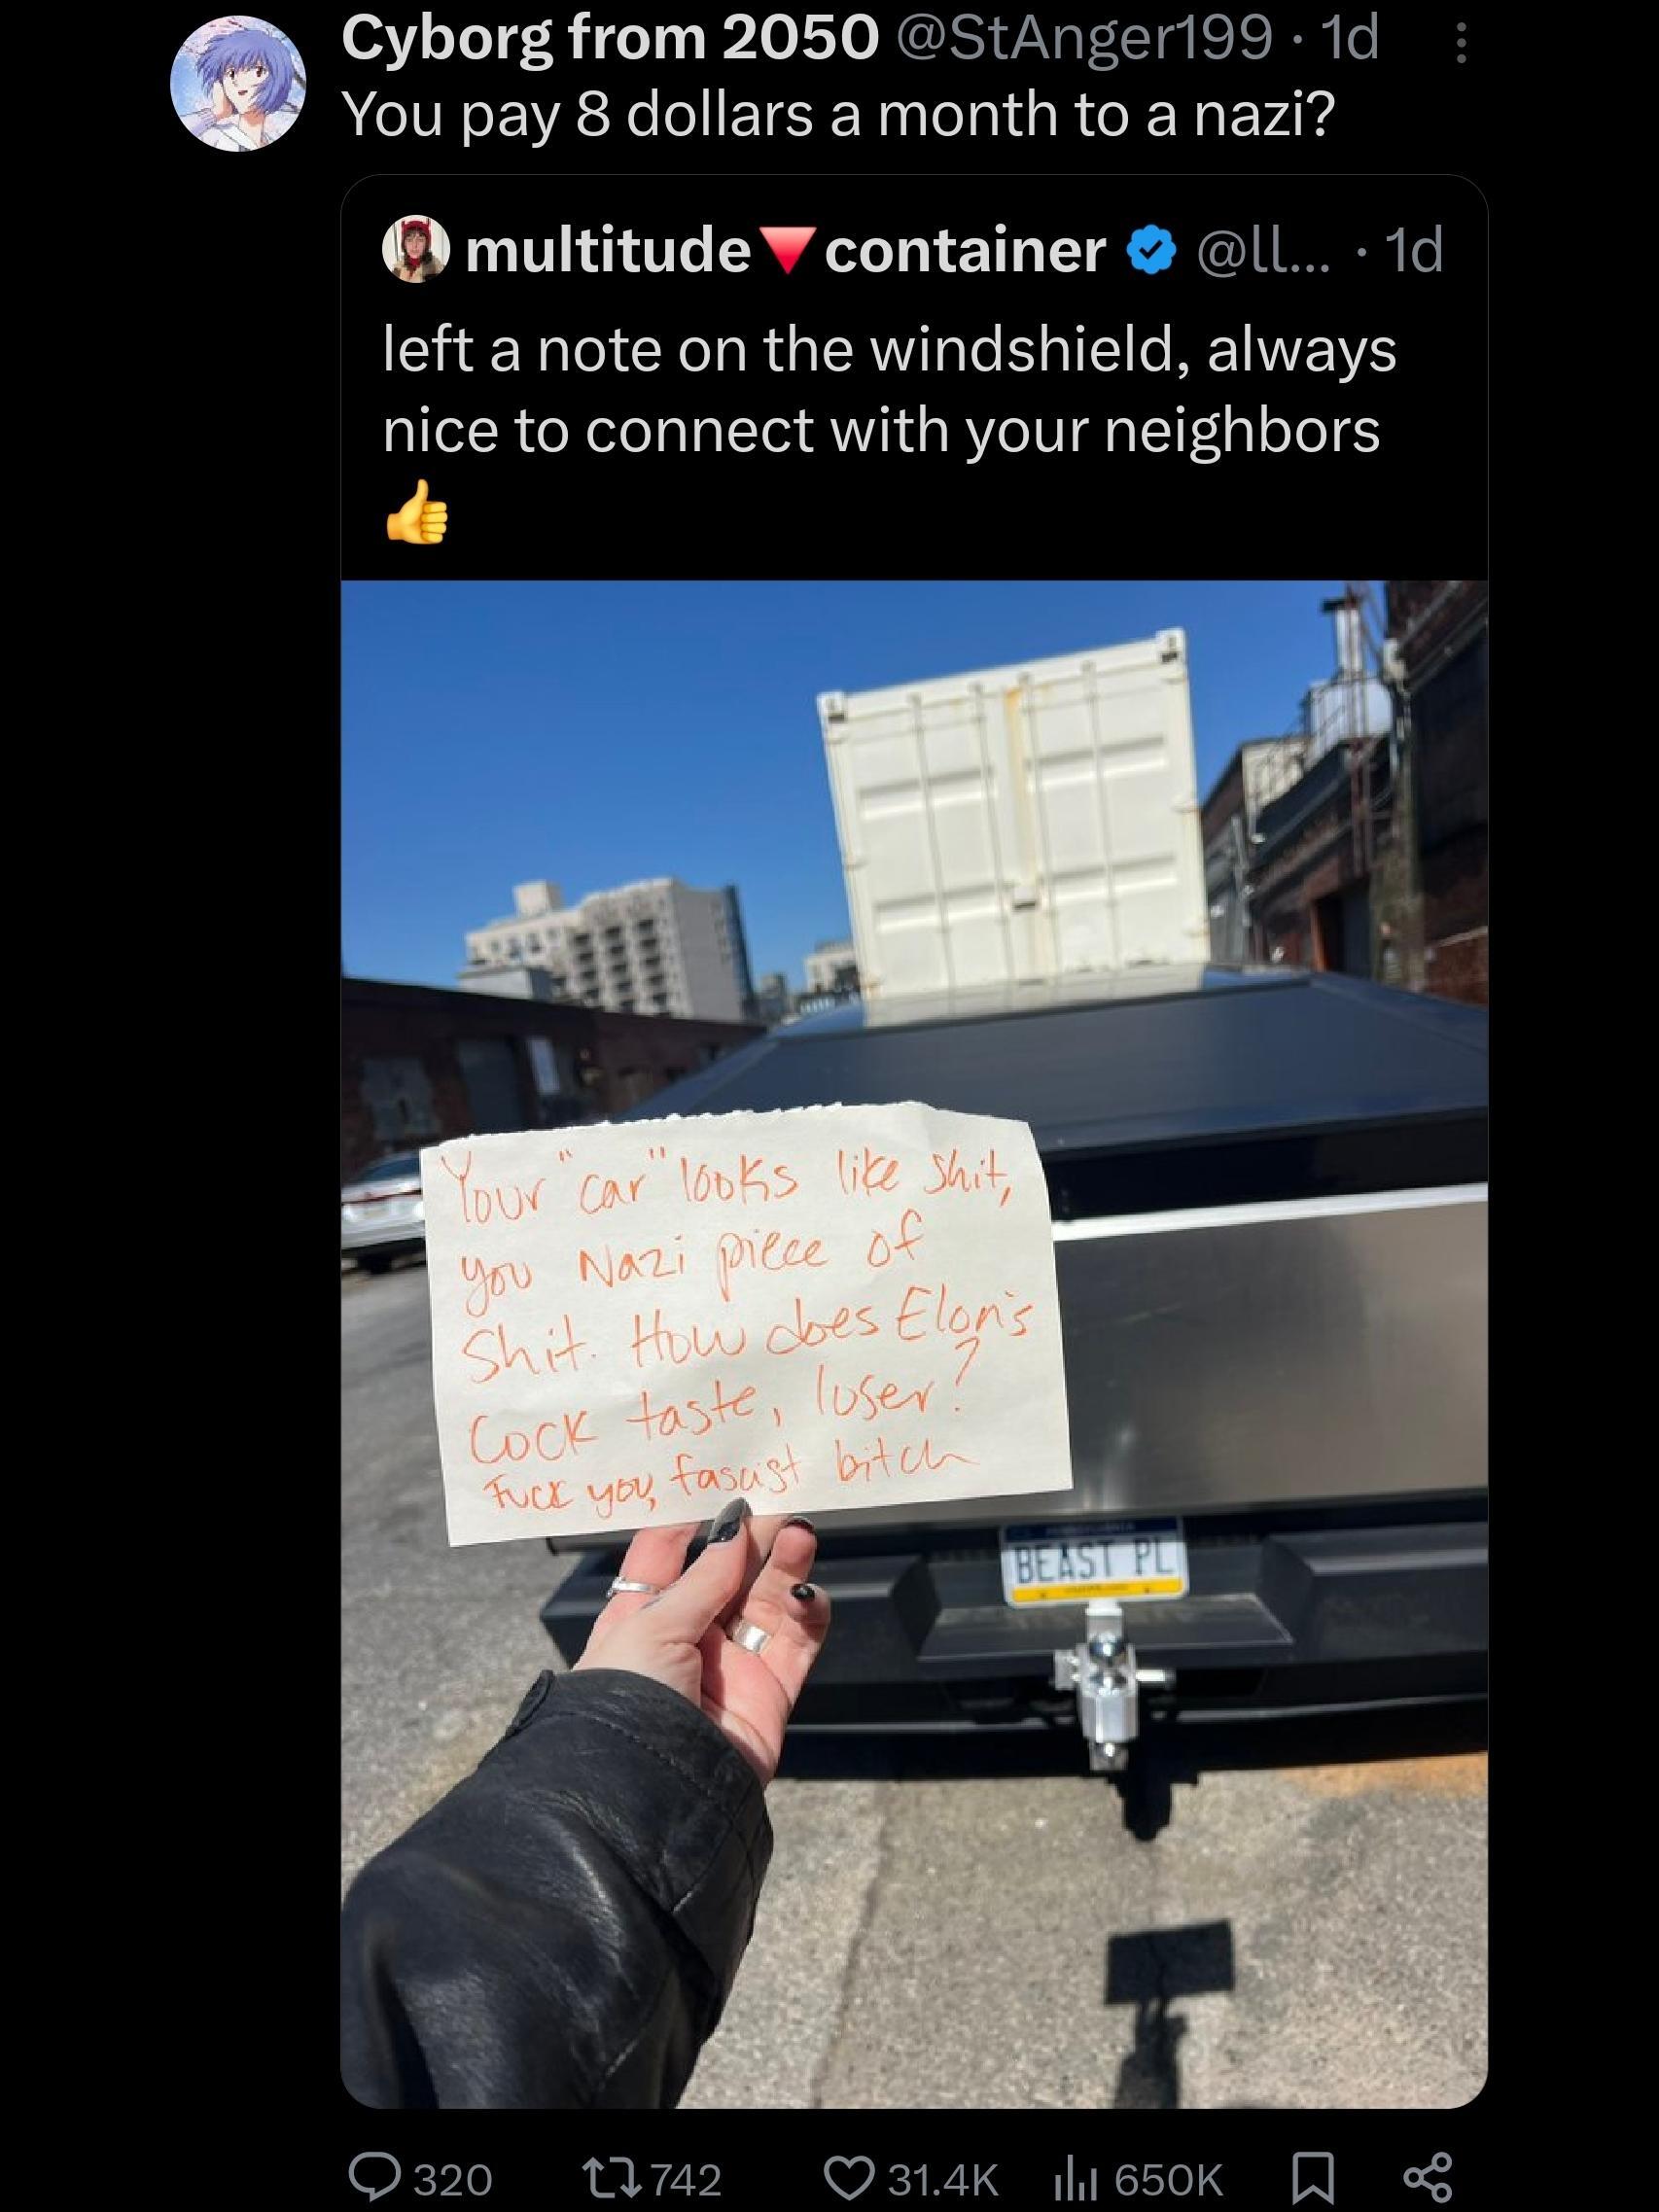 Cyborg from 2050 @StAnger199 · 1d
You pay 8 dollars a month to a nazi?
multitude🔻container @ll... · 1d
left a note on the windshield, always
nice to connect with your neighbors
👍
Your "car" looks like shit,
you Nazi piece of
Shit. How does Elon's
Cock taste, loser?
Fuck you, fascist bitch
BEAST PL
320 742 31.4K 650K